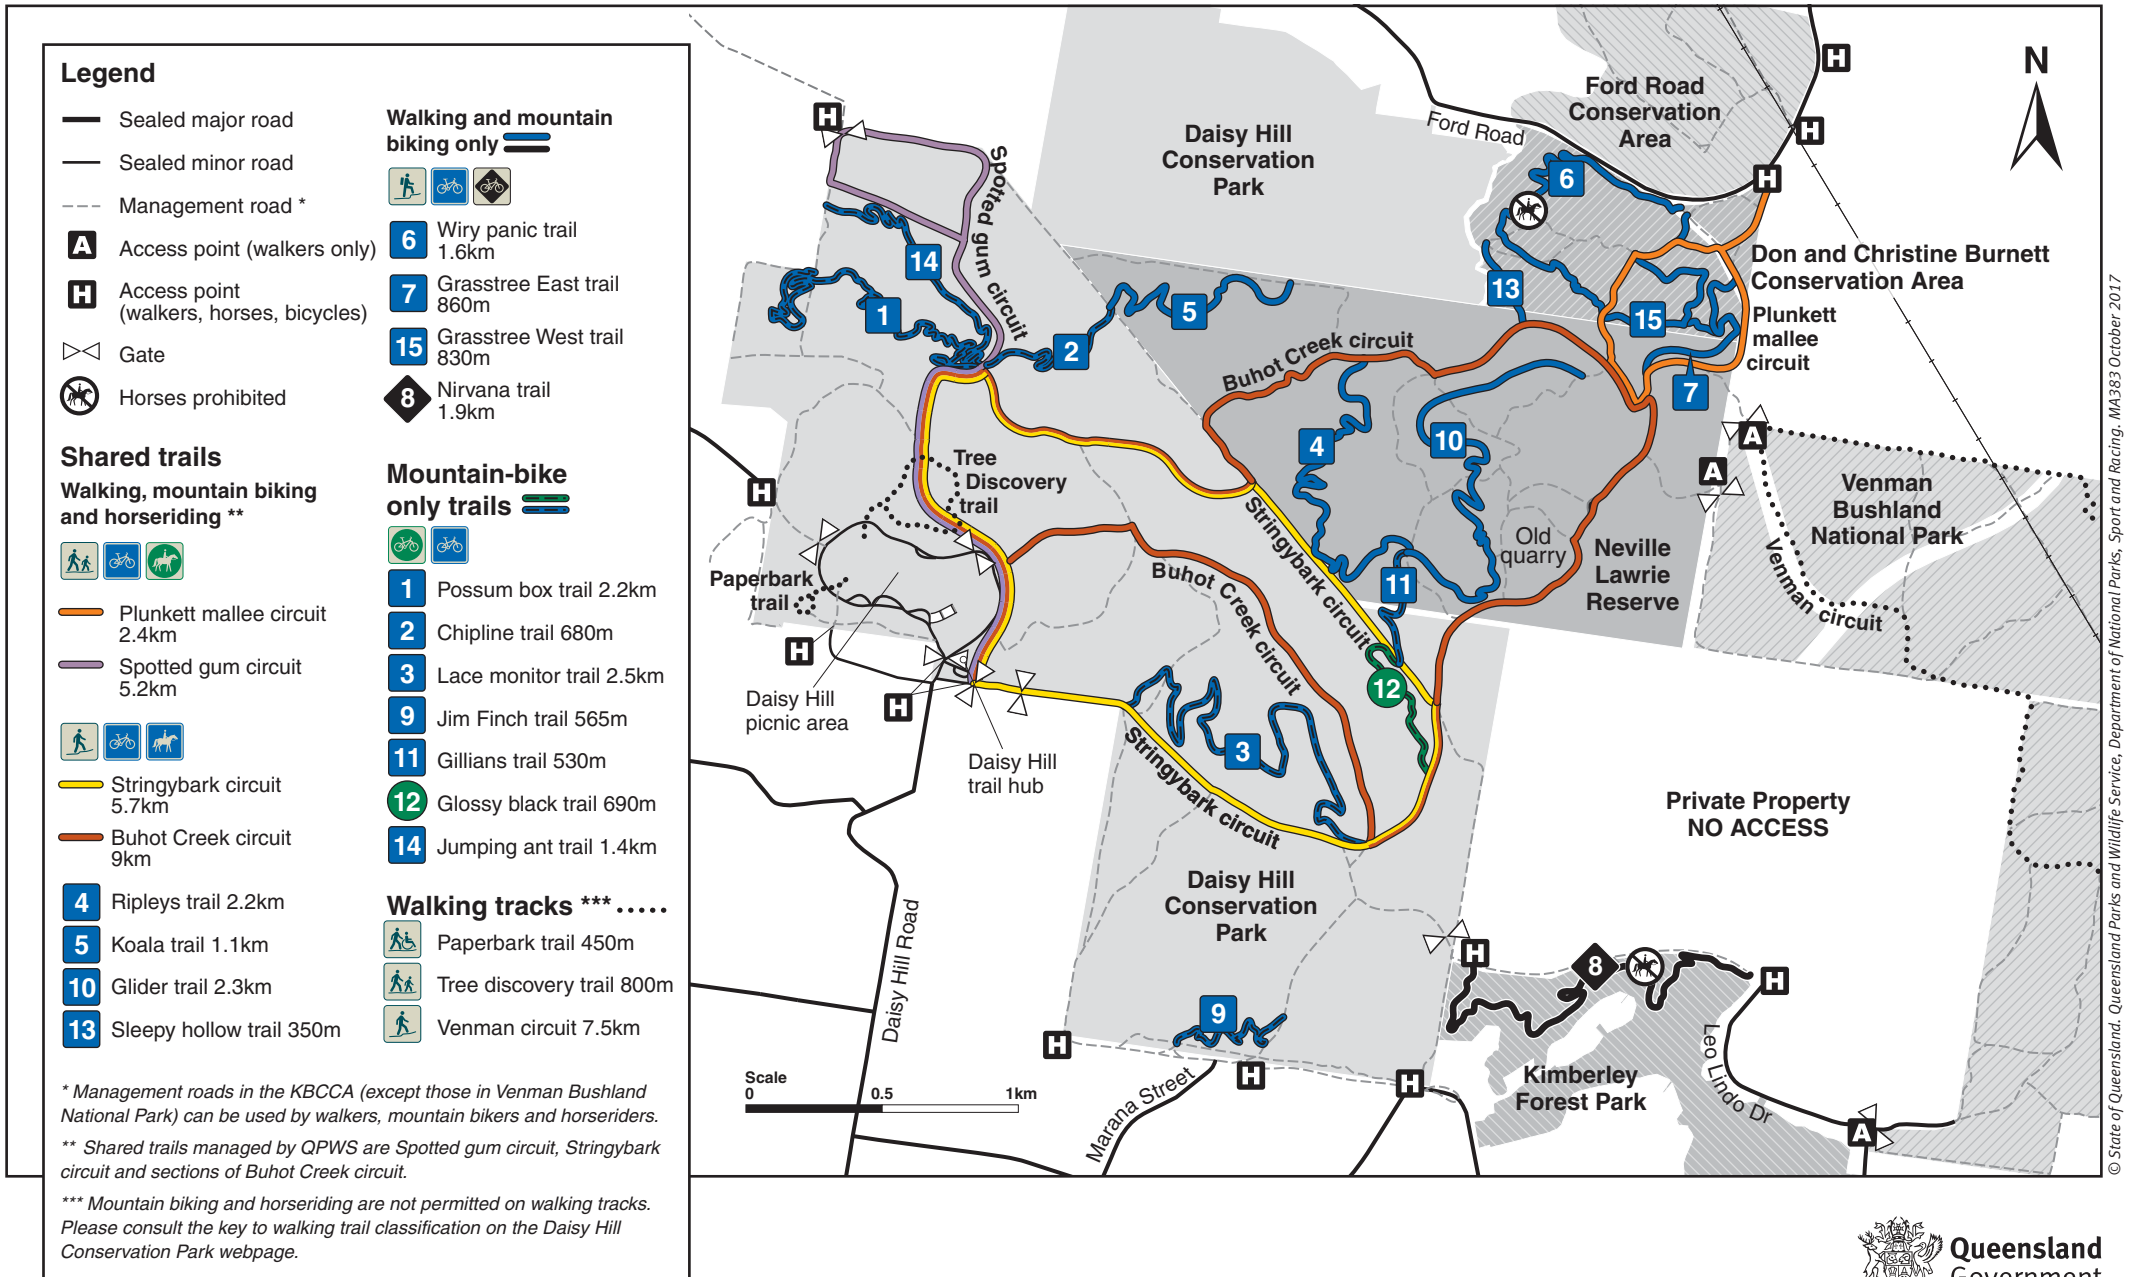 Legend
Sealed major road
Sealed minor road
Management road *
A
Access point (walkers only)
H
Access point
(walkers, horses, bicycles)
Gate
Horses prohibited
Shared trails
Walking, mountain biking
and horseriding **
Plunkett mallee circuit
2.4km
Spotted gum circuit
5.2km
Stringybark circuit
5.7km
Buhot Creek circuit
9km
4 Ripleys trail 2.2km
5 Koala trail 1.1km
10 Glider trail 2.3km
13 Sleepy hollow trail 350m
Walking and mountain
biking only
6 Wiry panic trail
1.6km
7 Grasstree East trail
860m
15 Grasstree West trail
830m
8 Nirvana trail
1.9km
Mountain-bike
only trails
1 Possum box trail 2.2km
2 Chipline trail 680m
3 Lace monitor trail 2.5km
9 Jim Finch trail 565m
11 Gillians trail 530m
12 Glossy black trail 690m
14 Jumping ant trail 1.4km
Walking tracks ***
Paperbark trail 450m
Tree discovery trail 800m
Venman circuit 7.5km
* Management roads in the KBCCA (except those in Venman Bushland
National Park) can be used by walkers, mountain bikers and horseriders.
** Shared trails managed by QPWS are Spotted gum circuit, Stringybark
circuit and sections of Buhot Creek circuit.
*** Mountain biking and horseriding are not permitted on walking tracks.
Please consult the key to walking trail classification on the Daisy Hill
Conservation Park webpage.
H
H
H
H
H
N
Ford Road
Conservation
Area
Ford Road
Daisy Hill
Conservation
Park
Spotted gum circuit
6
14
13
Don and Christine Burnett
Conservation Area
1
5
15
Plunkett
mallee
circuit
2
Buhot Creek circuit
7
4
10
A
A
H
Tree
Discovery
trail
Venman
Bushland
National Park
Stringybark circuit
Old
quarry
Neville
Lawrie
Reserve
Venman circuit
Paperbark
trail
Buhot Creek circuit
11
H
H
12
Daisy Hill
picnic area
Daisy Hill
trail hub
3
Stringybark circuit
Private Property
NO ACCESS
Daisy Hill
Conservation
Park
Daisy Hill Road
H
8
H
9
H
H
H
Leo Lindo Dr
Kimberley
Forest Park
Marana Street
A
Scale
0 0.5 1km
© State of Queensland. Queensland Parks and Wildlife Service, Department of National Parks, Sport and Racing. MA383 October 2017
Queensland
Government